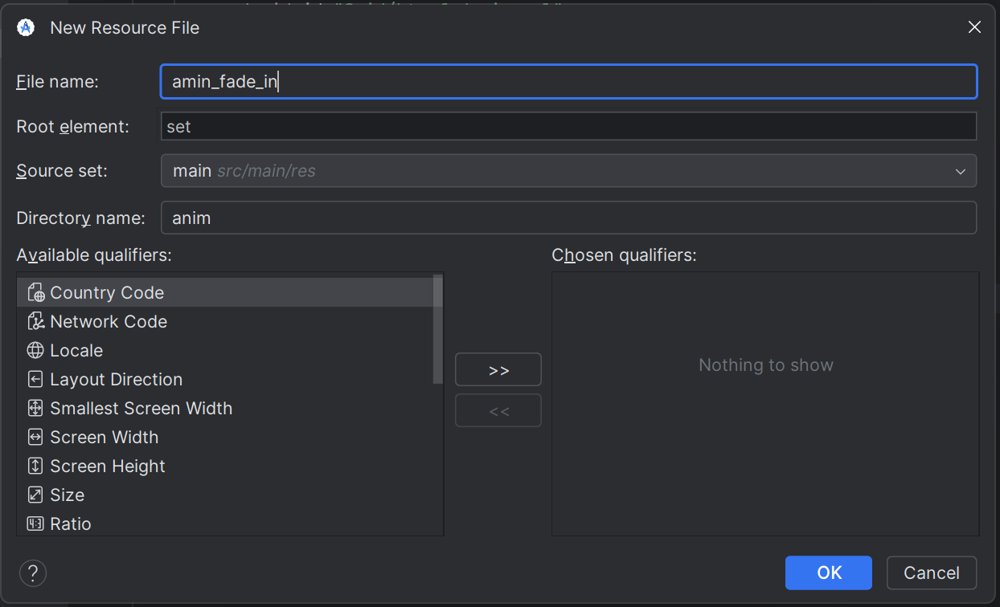 New Resource File
File name: amin_fade_in
Root element: set
Source set: main src/main/res
Directory name: anim
Available qualifiers: Chosen qualifiers:
Country Code
Network Code
Locale
Layout Direction
Smallest Screen Width
Screen Width
Screen Height
Size
4:3 Ratio
>>
<<
Nothing to show
? OK Cancel